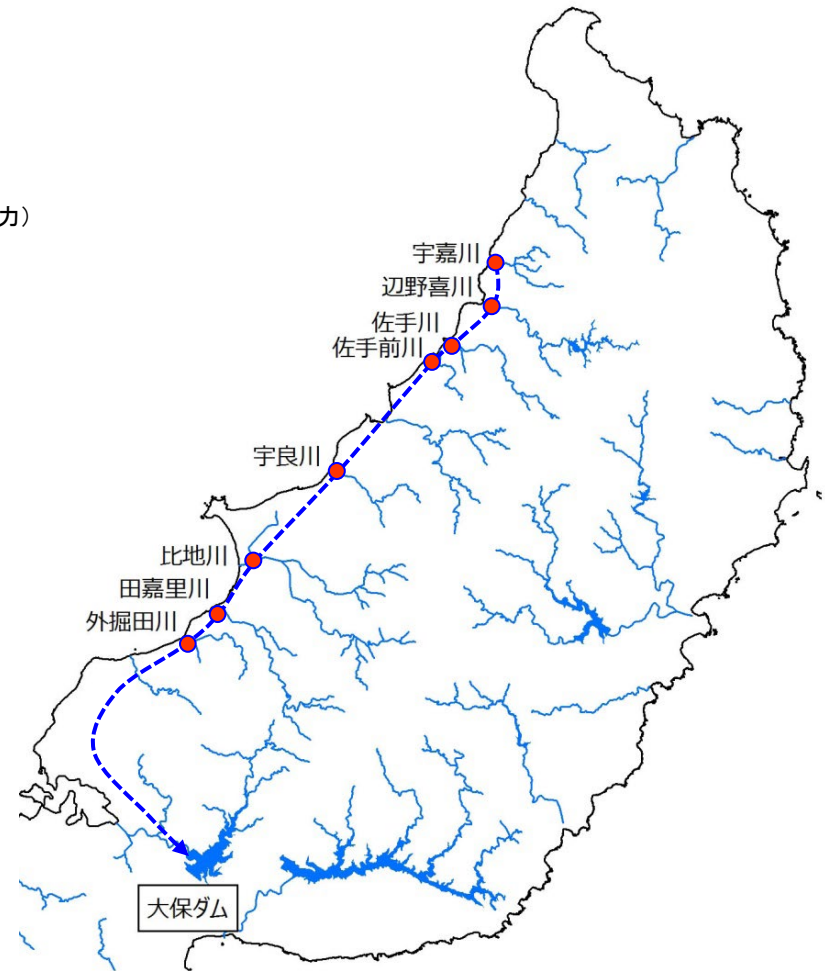 力）
宇嘉川
辺野喜川
佐手川
佐手前川
宇良川
比地川
田嘉里川
外掘田川
大保ダム